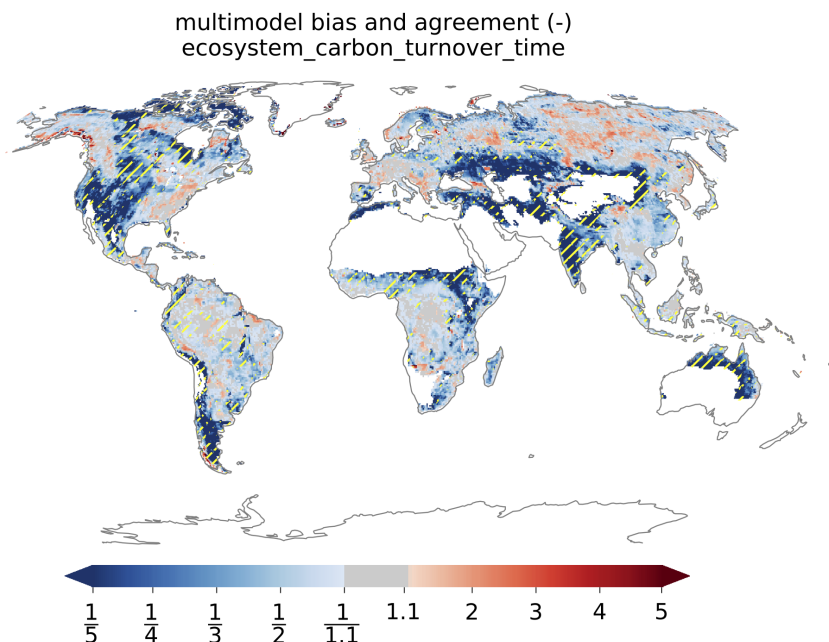 multimodel bias and agreement (-)
ecosystem_carbon_turnover_time
1/5 1/4 1/3 1/2 1/1.1 1.1 2 3 4 5